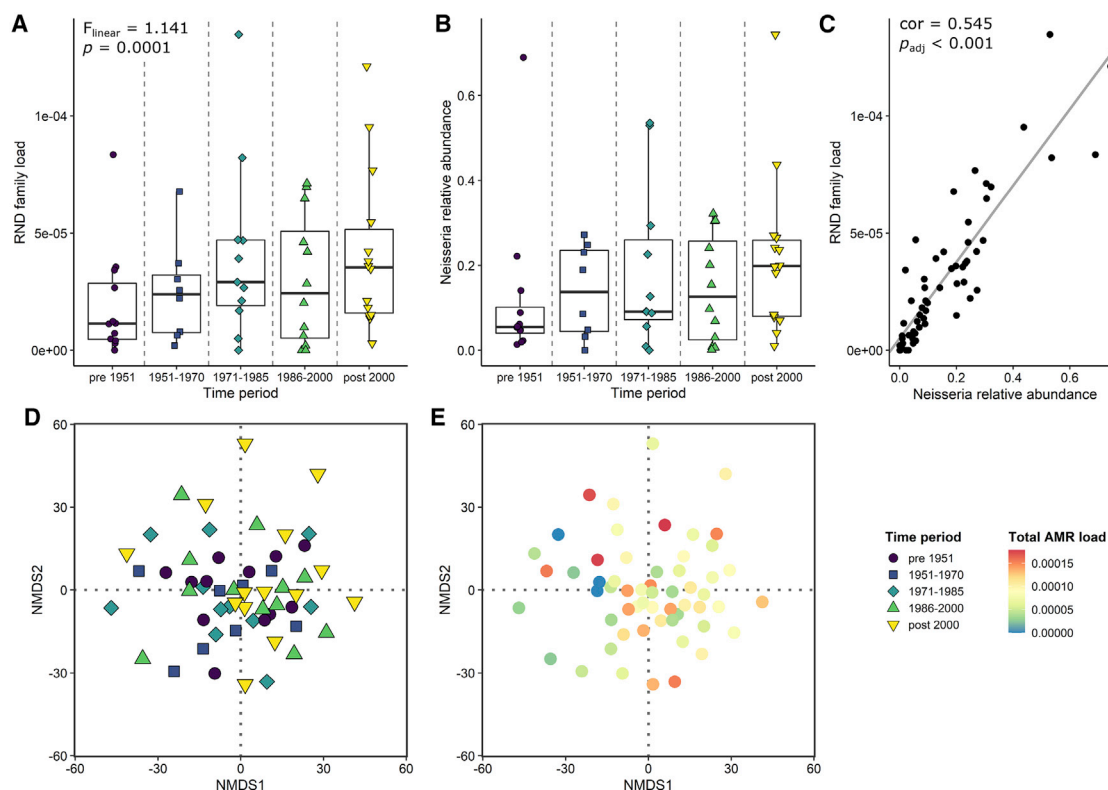 A
F linear = 1.141
p = 0.0001
RND family load
1e-04
5e-05
0e+00
pre 1951 1951-1970 1971-1985 1986-2000 post 2000
Time period
B
Neisseria relative abundance
0.6
0.4
0.2
0.0
pre 1951 1951-1970 1971-1985 1986-2000 post 2000
Time period
C
cor = 0.545
p adj < 0.001
RND family load
1e-04
5e-05
0e+00
0.0 0.2 0.4 0.6
Neisseria relative abundance
D
NMDS2
60
30
0
-30
-60
-60 -30 0 30 60
NMDS1
E
NMDS2
60
30
0
-30
-60
-60 -30 0 30 60
NMDS1
Time period
pre 1951
1951-1970
1971-1985
1986-2000
post 2000
Total AMR load
0.00015
0.00010
0.00005
0.00000